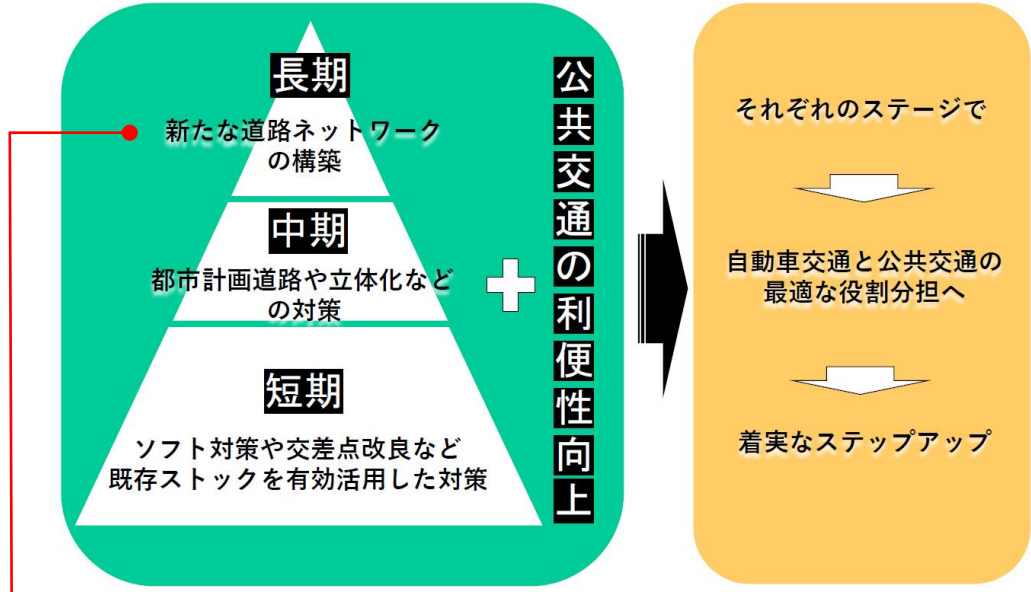 長期
新たな道路ネットワーク
の構築
中期
都市計画道路や立体化など
の対策
短期
ソフト対策や交差点改良など
既存ストックを有効活用した対策
公共交通の利便性向上
それぞれのステージで
自動車交通と公共交通の
最適な役割分担へ
着実なステップアップ